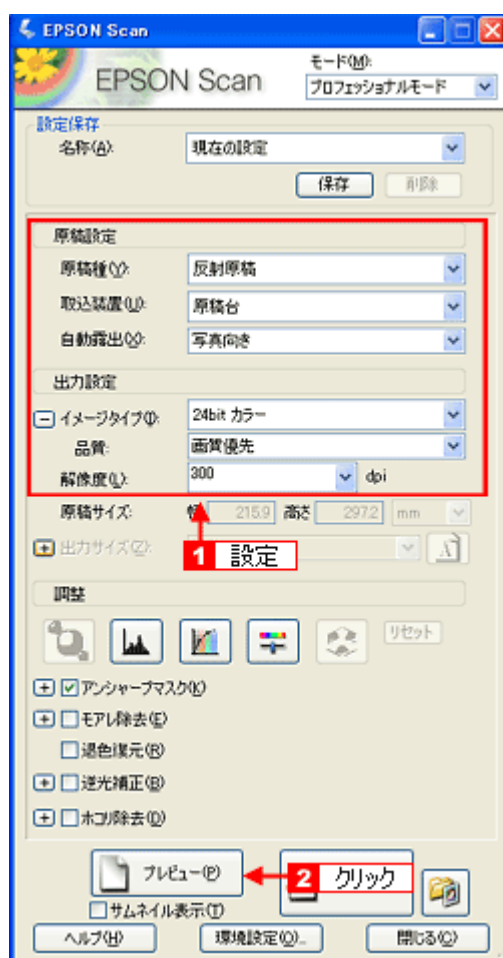 EPSON Scan
EPSON Scan
モード(M):
プロフェッショナルモード
設定保存
名称(A):
現在の設定
保存
削除
原稿設定
原稿種(Y):
反射原稿
取込装置(U):
原稿台
自動露出(X):
写真向き
出力設定
イメージタイプ(I):
24bit カラー
品質:
画質優先
解像度(L):
300
dpi
原稿サイズ:
幅
215.9
高さ
297.2
mm
出力サイズ(Z):
1 設定
調整
リセット
アンシャープマスク(K)
モアレ除去(E)
退色復元(R)
逆光補正(B)
ホコリ除去(D)
プレビュー(P)
2 クリック
サムネイル表示(T)
ヘルプ(H)
環境設定(O)...
閉じる(C)